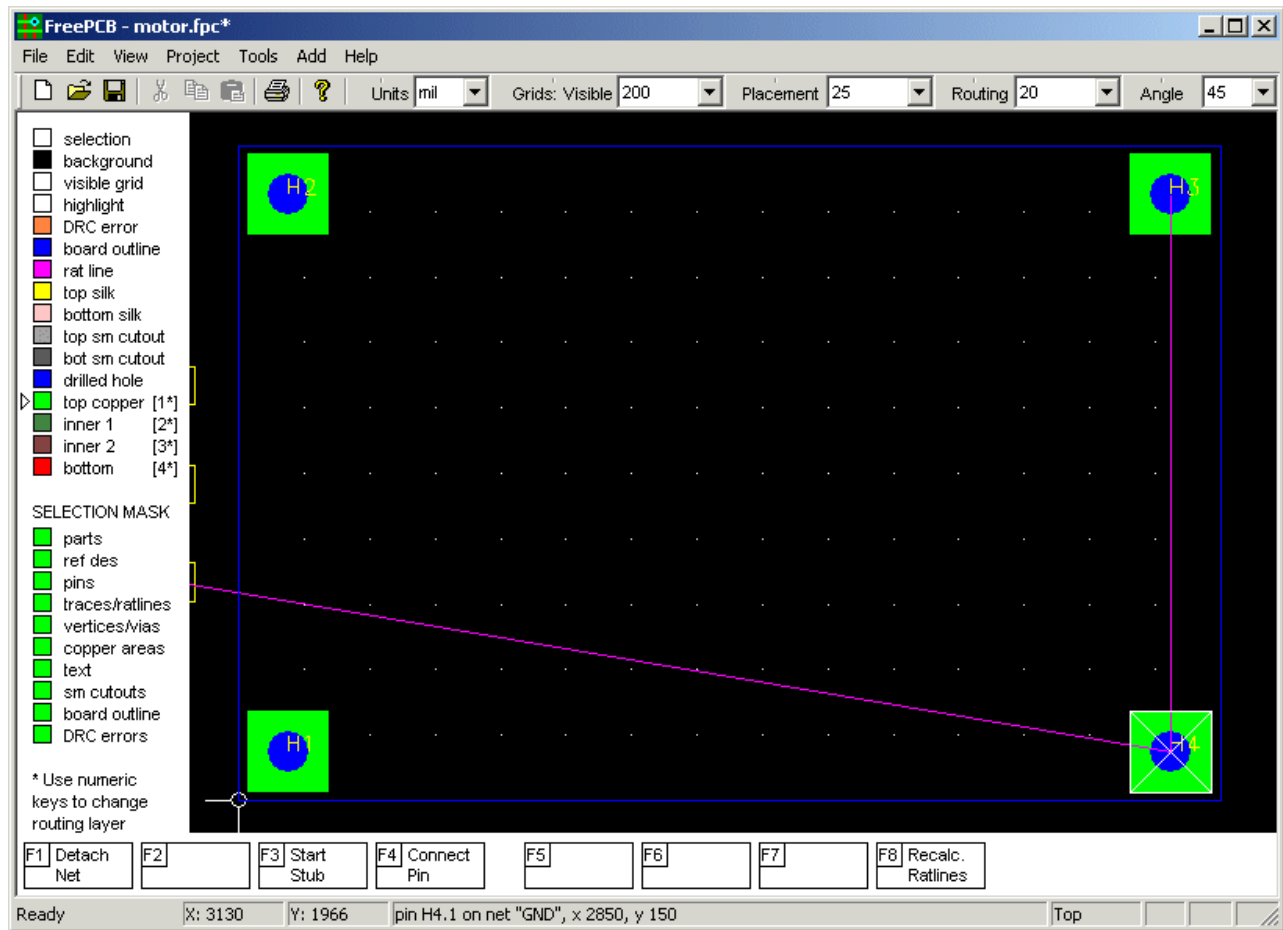 FreePCB - motor.fpc*
File Edit View Project Tools Add Help
Units mil Grids: Visible 200 Placement 25 Routing 20 Angle 45
selection
background
visible grid
highlight
DRC error
board outline
rat line
top silk
bottom silk
top sm cutout
bot sm cutout
drilled hole
top copper [1*]
inner 1 [2*]
inner 2 [3*]
bottom [4*]
SELECTION MASK
parts
ref des
pins
traces/ratlines
vertices/vias
copper areas
text
sm cutouts
board outline
DRC errors
* Use numeric
keys to change
routing layer
H2 H3
H1 H4
F1 Detach Net F2 F3 Start Stub F4 Connect Pin F5 F6 F7 F8 Recalc. Ratlines
Ready X: 3130 Y: 1966 pin H4.1 on net "GND", x 2850, y 150 Top